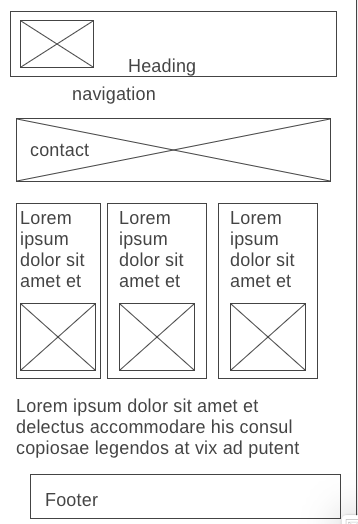 Heading
navigation
contact
Lorem
ipsum
dolor sit
amet et
Lorem
ipsum
dolor sit
amet et
Lorem
ipsum
dolor sit
amet et
Lorem ipsum dolor sit amet et
delectus accommodare his consul
copiosae legendos at vix ad putent
Footer